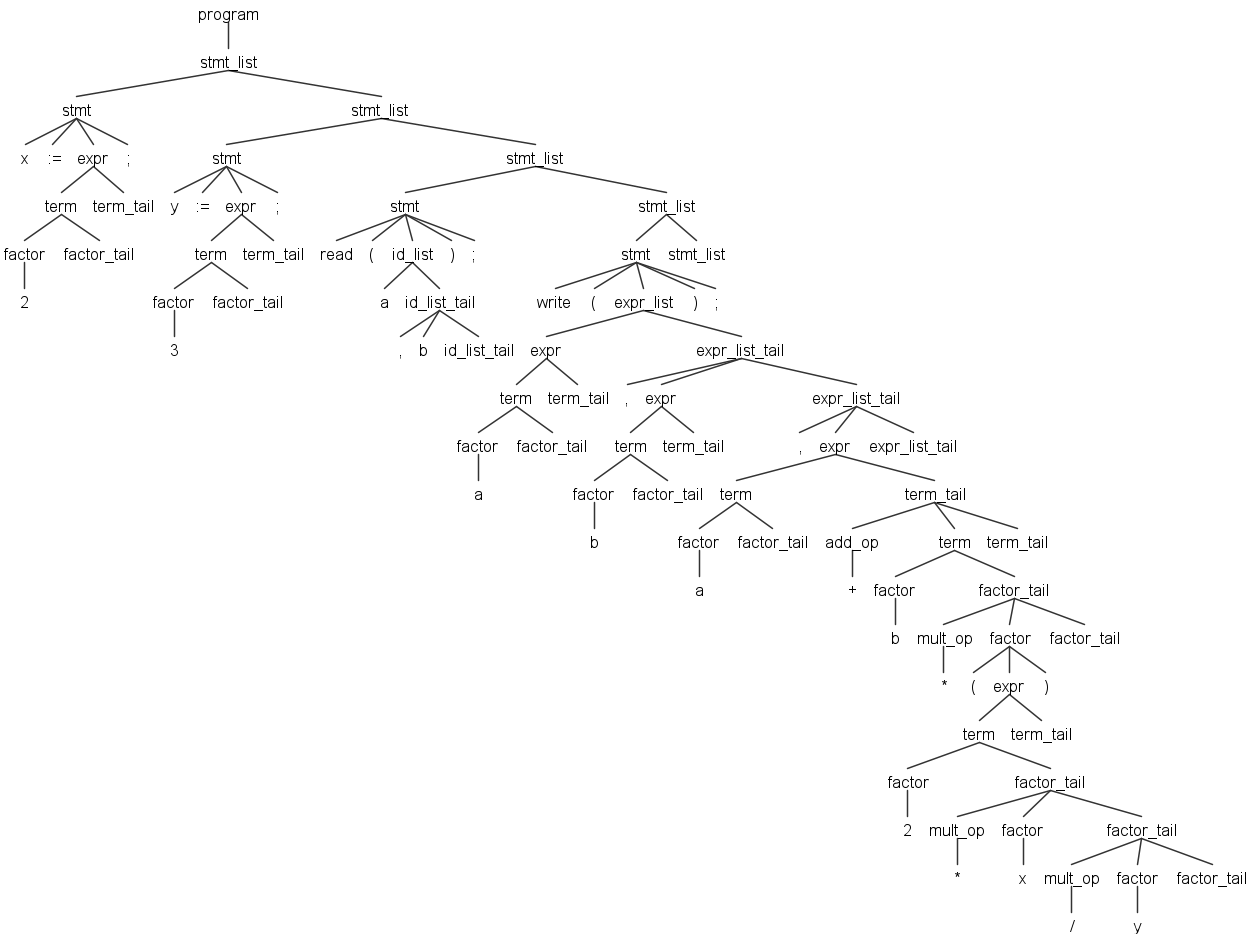 program
stmt_list
stmt stmt_list
x := expr ; stmt stmt_list
term term_tail y := expr ; stmt stmt_list
factor factor_tail term term_tail read ( id_list ) ; stmt stmt_list
2 factor factor_tail a id_list_tail write ( expr_list ) ;
3 , b id_list_tail expr expr_list_tail
term term_tail , expr expr_list_tail
factor factor_tail term term_tail , expr expr_list_tail
a factor factor_tail term term_tail
b factor factor_tail add_op term term_tail
a + factor factor_tail
b mult_op factor factor_tail
* ( expr )
term term_tail
factor factor_tail
2 mult_op factor factor_tail
* x mult_op factor factor_tail
/ y